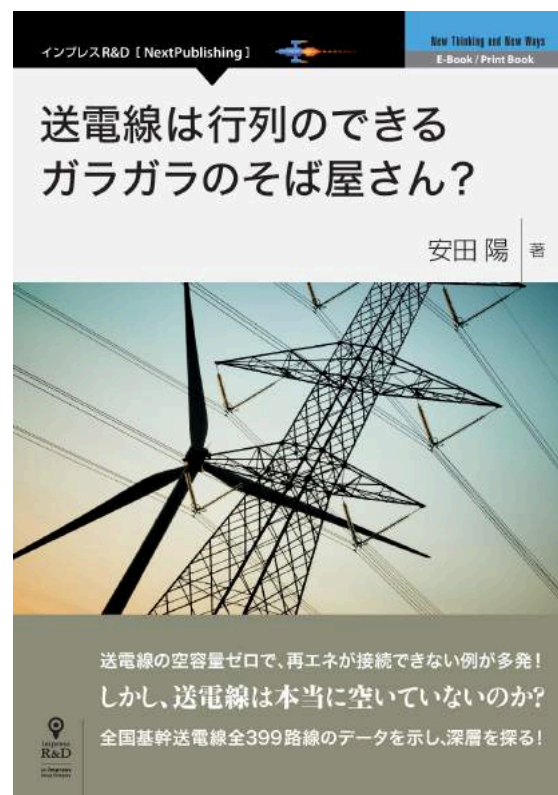 インプレスR&D [ NextPublishing ]
New Thinking and New Ways
E-Book / Print Book
送電線は行列のできる
ガラガラのそば屋さん？
安田 陽 著
送電線の空容量ゼロで、再エネが接続できない例が多発！
しかし、送電線は本当に空いていないのか？
全国基幹送電線全399路線のデータを示し、深層を探る！
impress
R&D